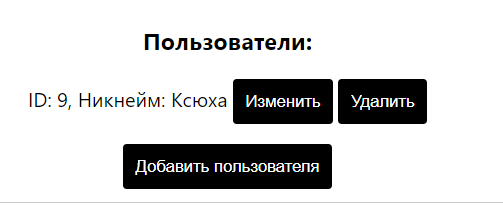 Пользователи:
ID: 9, Никнейм: Ксюха Изменить Удалить
Добавить пользователя